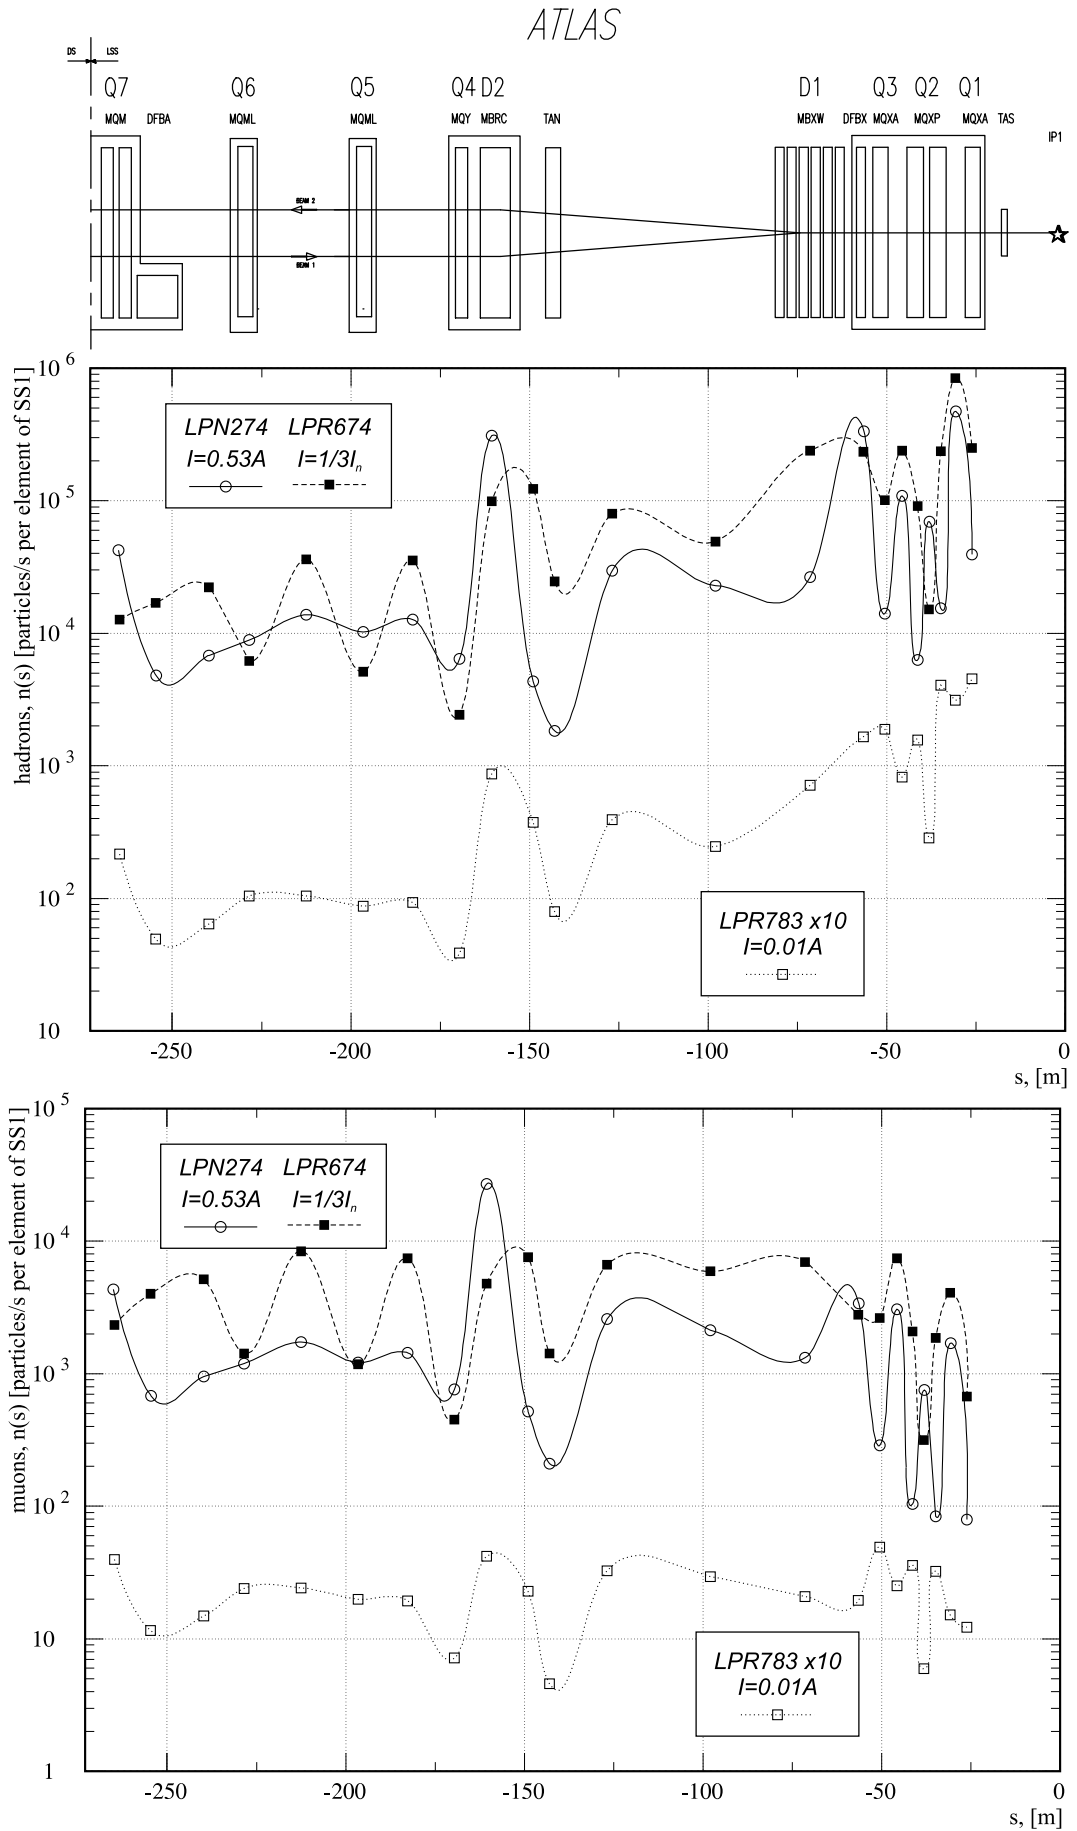 ATLAS
DS LSS
Q7 Q6 Q5 Q4 D2 D1 Q3 Q2 Q1
MQM DFBA MQML MQML MQY MBRC TAN MBXW DFBX MQXA MQXP MQXA TAS
IP1
BEAM 2
BEAM 1
hadrons, n(s) [particles/s per element of SS1]
10^6
10^5
10^4
10^3
10^2
10
LPN274 LPR674
I=0.53A I=1/3I_n
LPR783 x10
I=0.01A
-250 -200 -150 -100 -50 0
s, [m]
muons, n(s) [particles/s per element of SS1]
10^5
10^4
10^3
10^2
10
1
LPN274 LPR674
I=0.53A I=1/3I_n
LPR783 x10
I=0.01A
-250 -200 -150 -100 -50 0
s, [m]